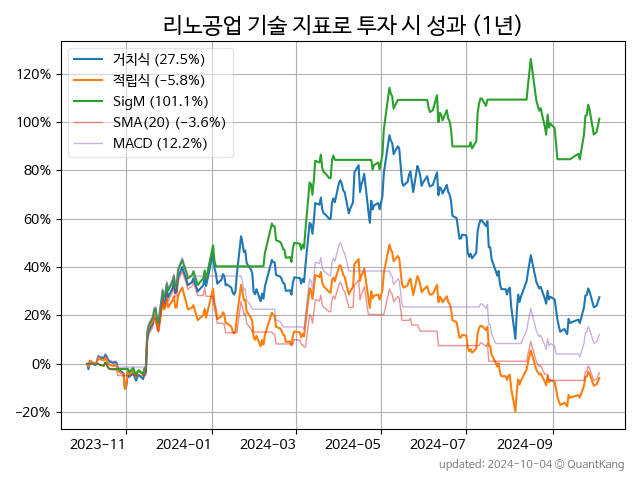 리노공업 기술 지표로 투자 시 성과 (1년)
거치식 (27.5%)
적립식 (−5.8%)
SigM (101.1%)
SMA(20) (−3.6%)
MACD (12.2%)
120%
100%
80%
60%
40%
20%
0%
−20%
2023-11 2024-01 2024-03 2024-05 2024-07 2024-09
updated: 2024-10-04 © QuantKang